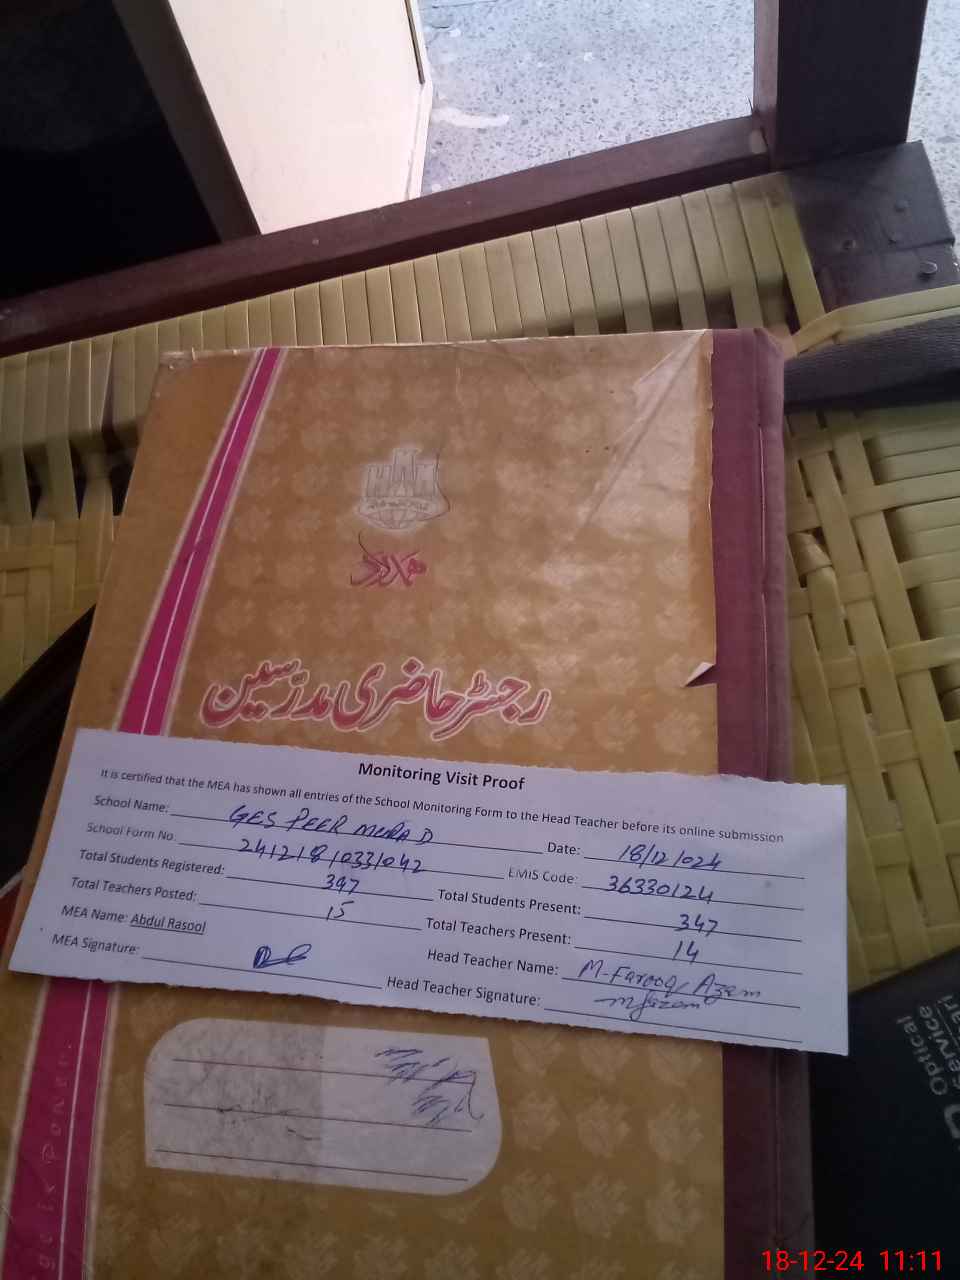 ہمدرد
رجسٹر حاضری مدرسین
Monitoring Visit Proof
It is certified that the MEA has shown all entries of the School Monitoring Form to the Head Teacher before its online submission
School Name: GES PEER MURAD
Date: 18/12/024
School Form No. 24121810331042
EMIS Code: 36330124
Total Students Registered: 397
Total Students Present: 347
Total Teachers Posted: 15
Total Teachers Present: 14
MEA Name: Abdul Rasool
Head Teacher Name: M-Farooq Azam
MEA Signature:
Head Teacher Signature: mfazam
Optical
Service
18-12-24 11:11